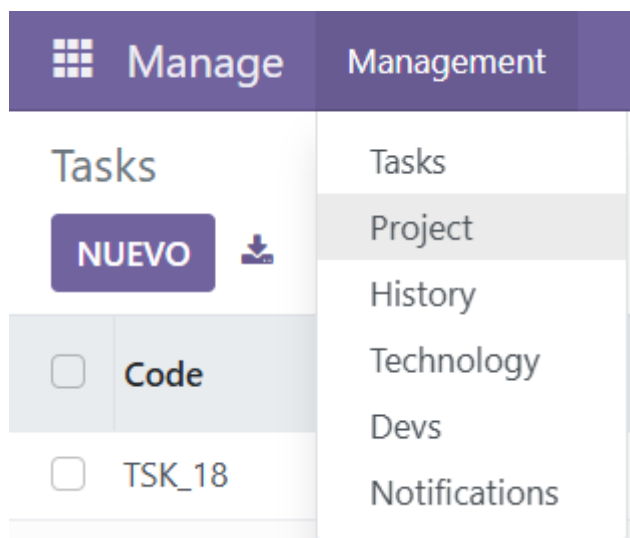 Manage Management
Tasks
NUEVO
Code
TSK_18
Tasks
Project
History
Technology
Devs
Notifications